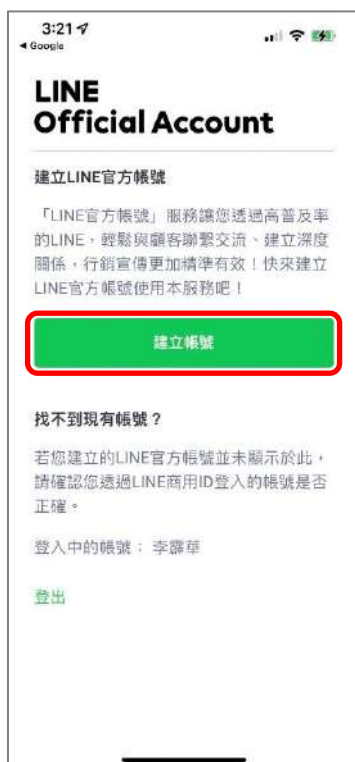 3:21
◀ Google
LINE
Official Account
建立LINE官方帳號
「LINE官方帳號」服務讓您透過高普及率
的LINE，輕鬆與顧客聯繫交流、建立深度
關係，行銷宣傳更加精準有效！快來建立
LINE官方帳號使用本服務吧！
建立帳號
找不到現有帳號？
若您建立的LINE官方帳號並未顯示於此，
請確認您透過LINE商用ID登入的帳號是否
正確。
登入中的帳號： 李霹華
登出